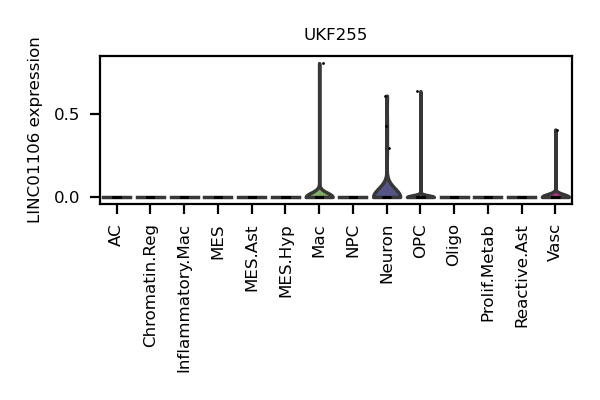 UKF255
LINC01106 expression
0.5
0.0
AC
Chromatin.Reg
Inflammatory.Mac
MES
MES.Ast
MES.Hyp
Mac
NPC
Neuron
OPC
Oligo
Prolif.Metab
Reactive.Ast
Vasc